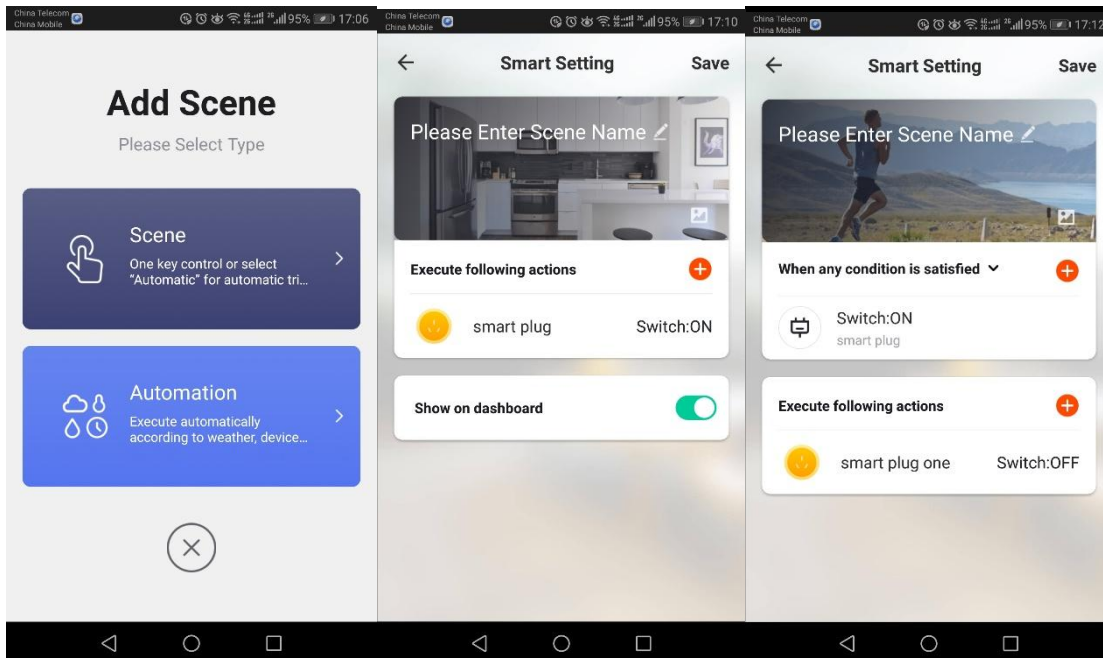 China Telecom
China Mobile
95% 17:06
Add Scene
Please Select Type
Scene
One key control or select
“Automatic” for automatic tri...
Automation
Execute automatically
according to weather, device...
China Telecom
China Mobile
95% 17:10
Smart Setting
Save
Please Enter Scene Name
Execute following actions
smart plug
Switch:ON
Show on dashboard
China Telecom
China Mobile
95% 17:12
Smart Setting
Save
Please Enter Scene Name
When any condition is satisfied
Switch:ON
smart plug
Execute following actions
smart plug one
Switch:OFF